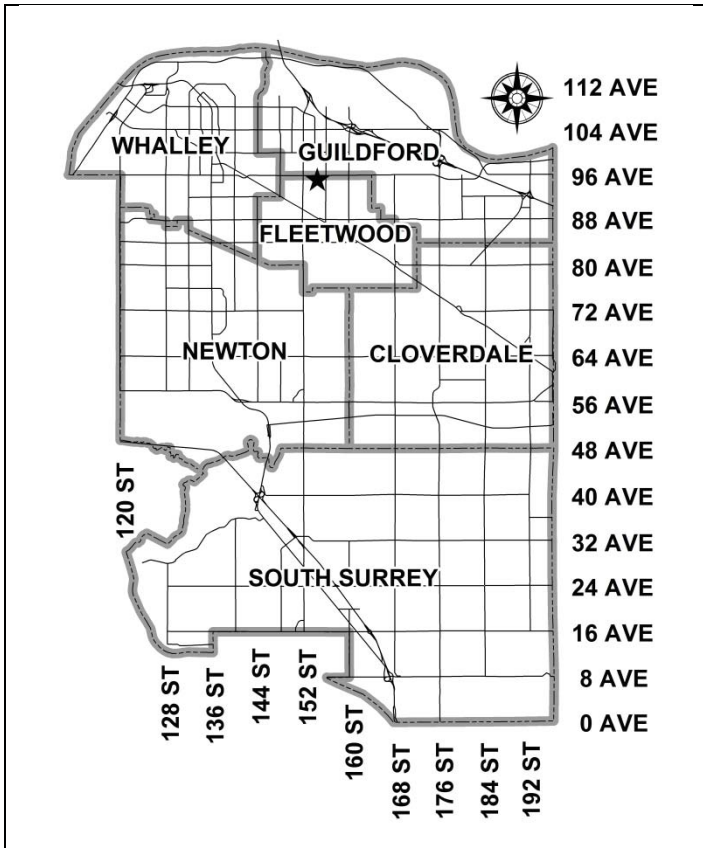 112 AVE
104 AVE
WHALLEY
GUILDFORD
96 AVE
88 AVE
FLEETWOOD
80 AVE
72 AVE
NEWTON
CLOVERDALE
64 AVE
56 AVE
48 AVE
120 ST
40 AVE
32 AVE
SOUTH SURREY
24 AVE
16 AVE
128 ST
136 ST
144 ST
152 ST
160 ST
8 AVE
0 AVE
168 ST
176 ST
184 ST
192 ST